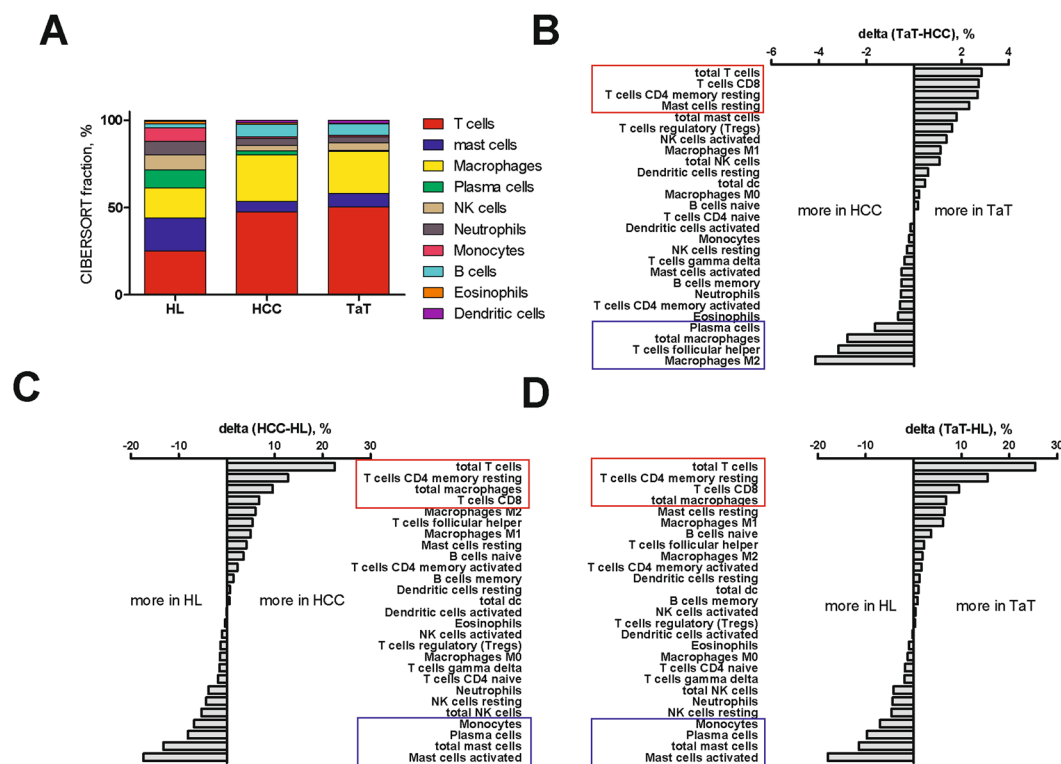 A
100
50
0
CIBERSORT fraction, %
HL
HCC
TaT
T cells
mast cells
Macrophages
Plasma cells
NK cells
Neutrophils
Monocytes
B cells
Eosinophils
Dendritic cells
B
delta (TaT-HCC), %
-6 -4 2 4
total T cells
T cells CD8
T cells CD4 memory resting
Mast cells resting
total mast cells
T cells regulatory (Tregs)
NK cells activated
Macrophages M1
total NK cells
Dendritic cells resting
total dc
Macrophages M0
B cells naive
T cells CD4 naive
Dendritic cells activated
Monocytes
NK cells resting
T cells gamma delta
Mast cells activated
B cells memory
Neutrophils
T cells CD4 memory activated
Eosinophils
Plasma cells
total macrophages
T cells follicular helper
Macrophages M2
more in HCC
more in TaT
C
delta (HCC-HL), %
-20 -10 10 20 30
total T cells
T cells CD4 memory resting
total macrophages
T cells CD8
Macrophages M2
T cells follicular helper
Macrophages M1
Mast cells resting
B cells naive
T cells CD4 memory activated
B cells memory
Dendritic cells resting
total dc
Dendritic cells activated
Eosinophils
NK cells activated
T cells regulatory (Tregs)
Macrophages M0
T cells gamma delta
T cells CD4 naive
Neutrophils
NK cells resting
total NK cells
Monocytes
Plasma cells
total mast cells
Mast cells activated
more in HL
more in HCC
D
delta (TaT-HL), %
-20 -10 10 20 30
total T cells
T cells CD4 memory resting
T cells CD8
total macrophages
Mast cells resting
Macrophages M1
B cells naive
T cells follicular helper
Macrophages M2
T cells CD4 memory activated
Dendritic cells resting
total dc
B cells memory
NK cells activated
T cells regulatory (Tregs)
Dendritic cells activated
Eosinophils
Macrophages M0
T cells CD4 naive
T cells gamma delta
total NK cells
Neutrophils
NK cells resting
Monocytes
Plasma cells
total mast cells
Mast cells activated
more in HL
more in TaT